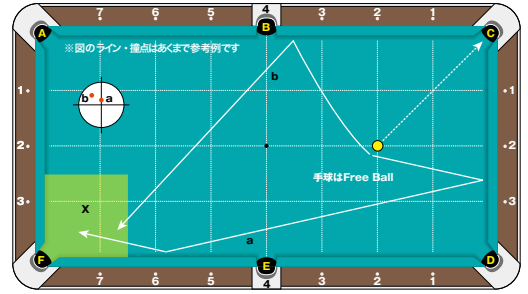 7 6 5 4 3 2 1
A B C
※図のライン・撞点はあくまで参考例です
b
b a
1 1
2 2
手球はFree Ball
3 3
X
a
F E D
7 6 5 4 3 2 1